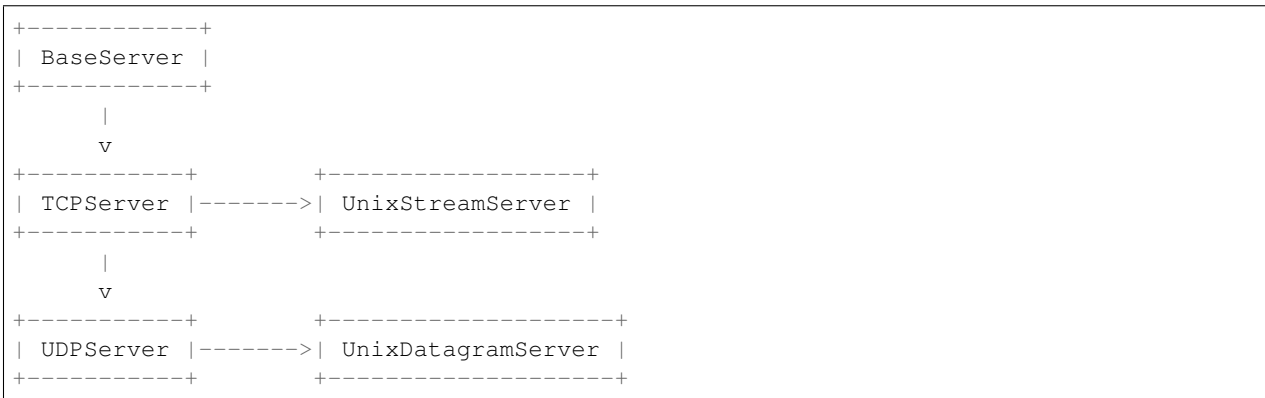 +------------+
| BaseServer |
+------------+
      |
      v
+-----------+        +------------------+
| TCPServer |------->| UnixStreamServer |
+-----------+        +------------------+
      |
      v
+-----------+        +--------------------+
| UDPServer |------->| UnixDatagramServer |
+-----------+        +--------------------+